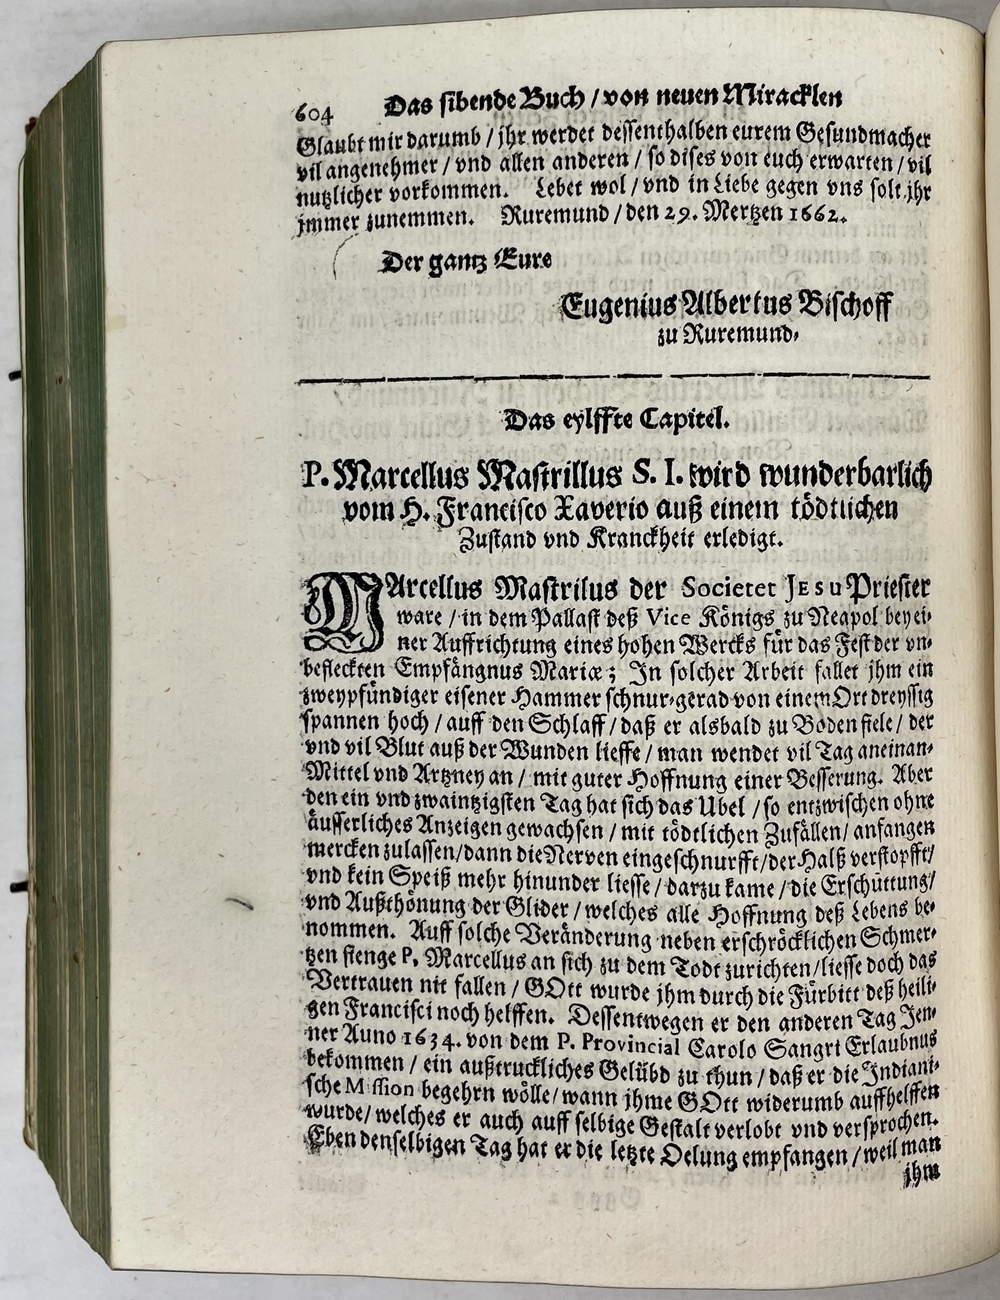 604 Das sibende Buch / von neuen Miracklen
Glaubt mir darumb / jhr werdet dessenthalben eurem Gesundmacher
vil angenehmer / vnd allen anderen / so dises von euch erwarten / vil
nutzlicher vorkommen. Lebet wol / vnd in Liebe gegen vns solt jhr
jmmer zunemmen. Ruremund / den 29. Mertzen 1662.
Der gantz Eure
Eugenius Albertus Bischoff
zu Ruremund.
Das eylffte Capitel.
P. Marcellus Mastrillus S. I. wird wunderbarlich
vom H. Francisco Xaverio auß einem tödtlichen
Zustand vnd Kranckheit erledigt.
MArcellus Mastrilus der Societet JESu Priester
ware / in dem Pallast deß Vice Königs zu Neapol bey ei-
ner Auffrichtung eines hohen Wercks für das Fest der vn-
befleckten Empfängnus Mariæ; In solcher Arbeit fallet jhm ein
zweypfündiger eisener Hammer schnur-gerad von einem Ort dreyssig
spannen hoch / auff den Schlaff / daß er alsbald zu Boden fiele / der
vnd vil Blut auß der Wunden lieffe / man wendet vil Tag aneinan-
Mittel vnd Artzney an / mit guter Hoffnung einer Besserung. Aber
den ein vnd zwaintzigsten Tag hat sich das Ubel / so entzwischen ohne
äusserliches Anzeigen gewachsen / mit tödtlichen Zufällen / anfangen
mercken zulassen / dann die Nerven eingeschnurfft / der Halß verstopfft /
vnd kein Speiß mehr hinunder liesse / darzu kame / die Erschüttung /
vnd Außthönung der Glider / welches alle Hoffnung deß Lebens be-
nommen. Auff solche Veränderung neben erschröcklichen Schmer-
tzen fienge P. Marcellus an sich zu dem Todt zurichten / liesse doch das
Vertrauen nit fallen / GOtt wurde jhm durch die Fürbitt deß heili-
gen Francisci noch helffen. Dessentwegen er den anderen Tag Jen-
ner Anno 1634. von dem P. Provincial Carolo Sangri Erlaubnus
bekommen / ein außtruckliches Gelübd zu thun / daß er die Indiani-
sche Mission begehrn wölle / wann jhme GOtt widerumb auffhelffen
wurde / welches er auch auff selbige Gestalt verlobt vnd versprochen.
Eben denselbigen Tag hat er die letzte Oelung empfangen / weil man
jhm